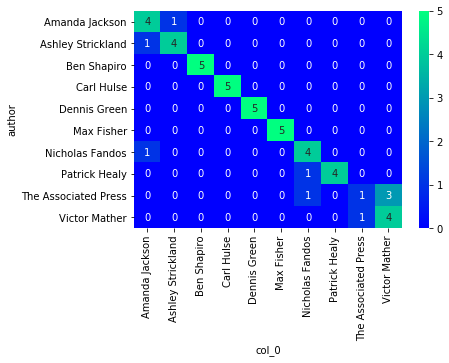 author
Amanda Jackson 4 1 0 0 0 0 0 0 0 0
Ashley Strickland 1 4 0 0 0 0 0 0 0 0
Ben Shapiro 0 0 5 0 0 0 0 0 0 0
Carl Hulse 0 0 0 5 0 0 0 0 0 0
Dennis Green 0 0 0 0 5 0 0 0 0 0
Max Fisher 0 0 0 0 0 5 0 0 0 0
Nicholas Fandos 1 0 0 0 0 0 4 0 0 0
Patrick Healy 0 0 0 0 0 0 1 4 0 0
The Associated Press 0 0 0 0 0 0 1 0 1 3
Victor Mather 0 0 0 0 0 0 0 0 1 4
Amanda Jackson
Ashley Strickland
Ben Shapiro
Carl Hulse
Dennis Green
Max Fisher
Nicholas Fandos
Patrick Healy
The Associated Press
Victor Mather
col_0
5
4
3
2
1
0